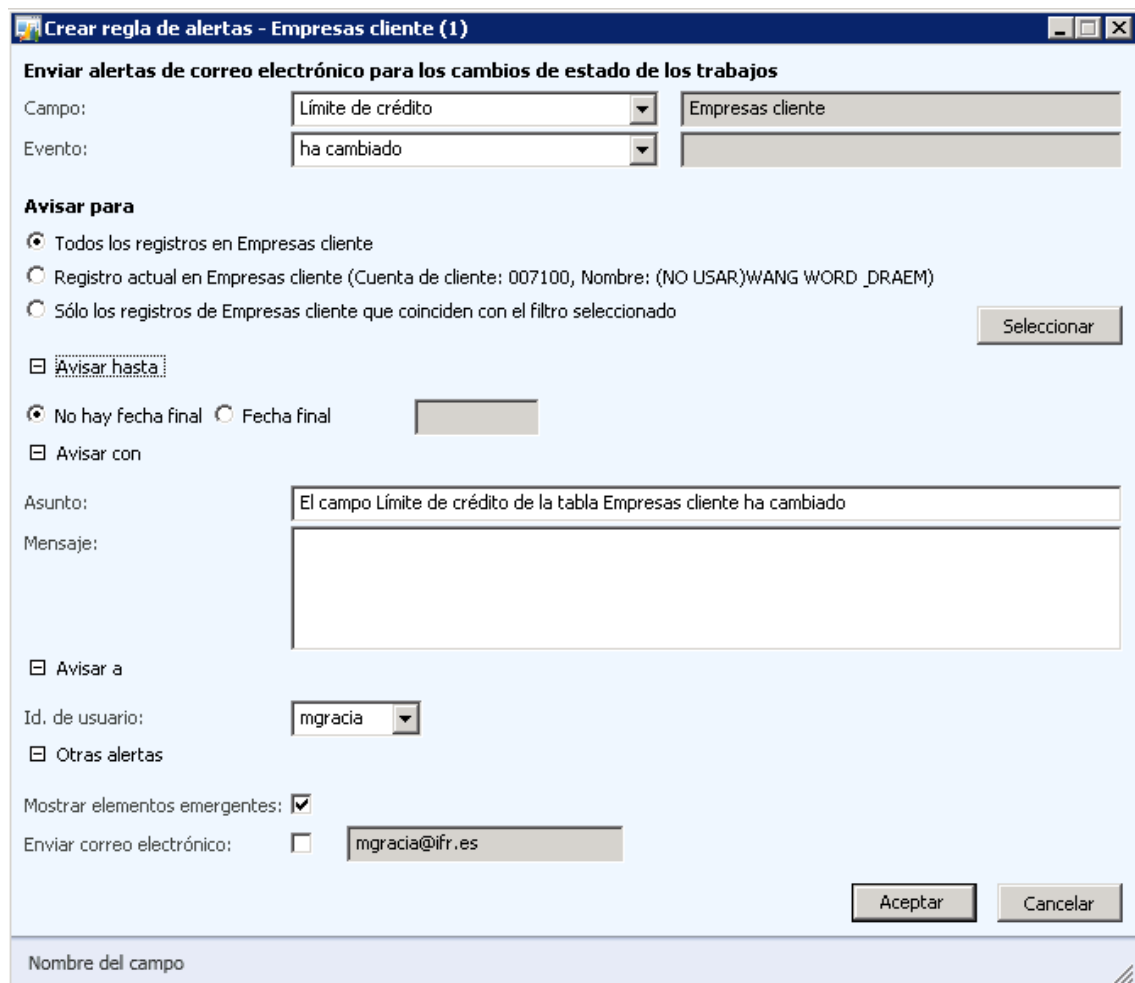 Crear regla de alertas - Empresas cliente (1)
Enviar alertas de correo electrónico para los cambios de estado de los trabajos
Campo: Límite de crédito Empresas cliente
Evento: ha cambiado
Avisar para
Todos los registros en Empresas cliente
Registro actual en Empresas cliente (Cuenta de cliente: 007100, Nombre: (NO USAR)WANG WORD _DRAEM)
Sólo los registros de Empresas cliente que coinciden con el filtro seleccionado
Seleccionar
Avisar hasta
No hay fecha final Fecha final
Avisar con
Asunto: El campo Límite de crédito de la tabla Empresas cliente ha cambiado
Mensaje:
Avisar a
Id. de usuario: mgracia
Otras alertas
Mostrar elementos emergentes:
Enviar correo electrónico: mgracia@ifr.es
Aceptar Cancelar
Nombre del campo